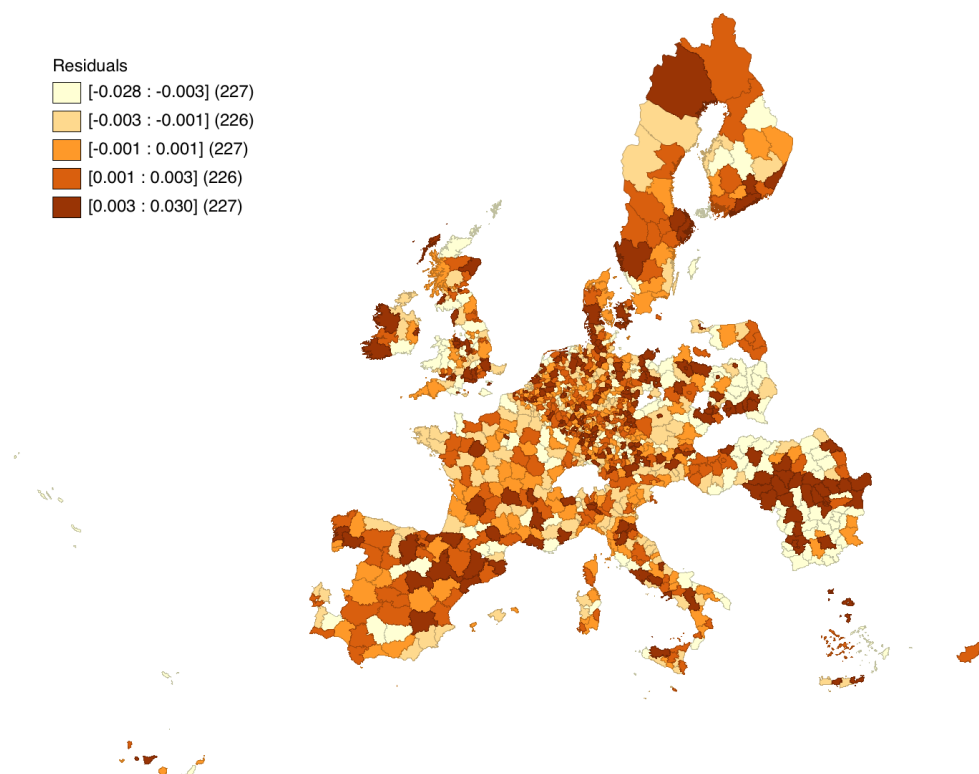 Residuals
[-0.028 : -0.003] (227)
[-0.003 : -0.001] (226)
[-0.001 : 0.001] (227)
[0.001 : 0.003] (226)
[0.003 : 0.030] (227)